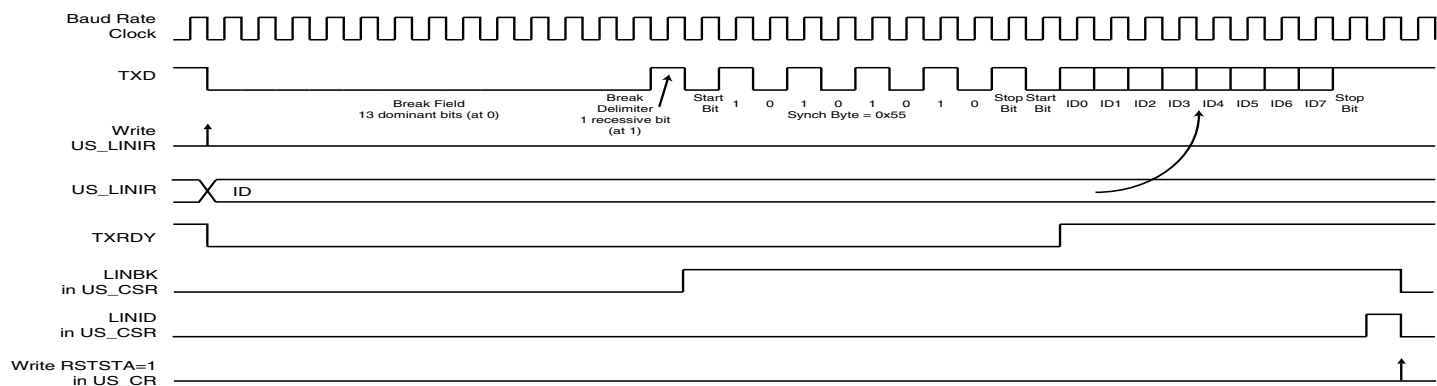 Baud Rate
Clock
TXD
Break Field
13 dominant bits (at 0)
Break
Delimiter
1 recessive bit
(at 1)
Start
Bit
1 0 1 0 1 0 1 0
Synch Byte = 0x55
Stop
Bit
Start
Bit
ID0 ID1 ID2 ID3 ID4 ID5 ID6 ID7
Stop
Bit
Write
US_LINIR
US_LINIR
ID
TXRDY
LINBK
in US_CSR
LINID
in US_CSR
Write RSTSTA=1
in US_CR